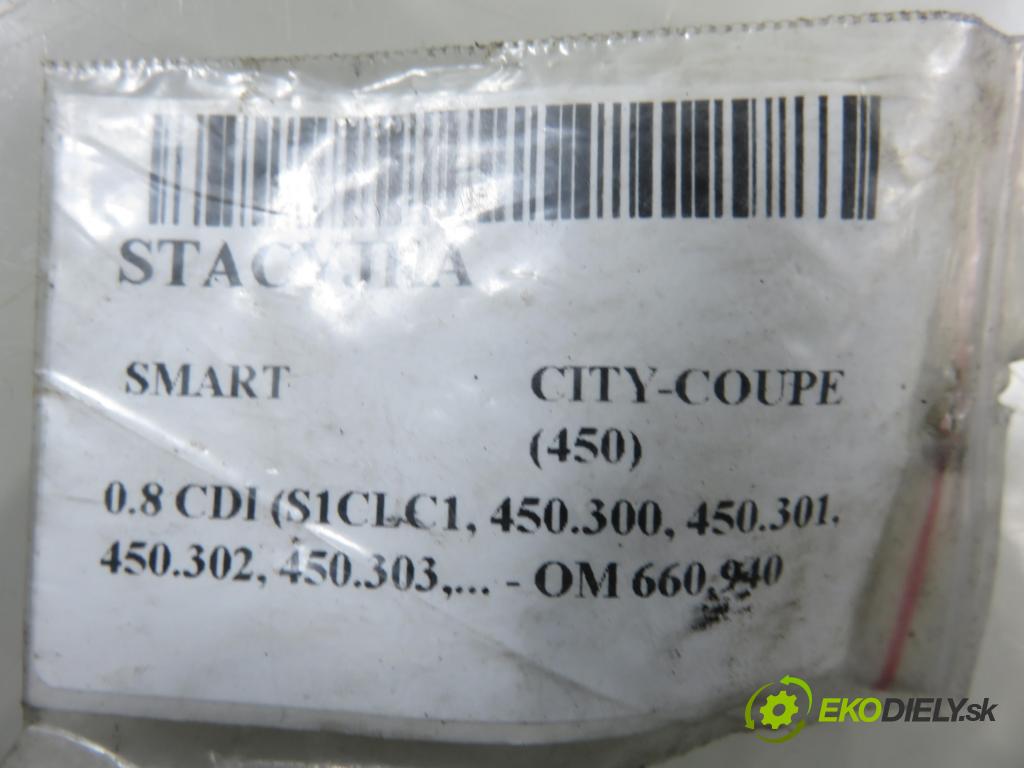 STACYJKA
SMART CITY-COUPE
(450)
0.8 CDI (S1CLC1, 450.300, 450.301,
450.302, 450.303,... - OM 660.940
EKODIELY.sk